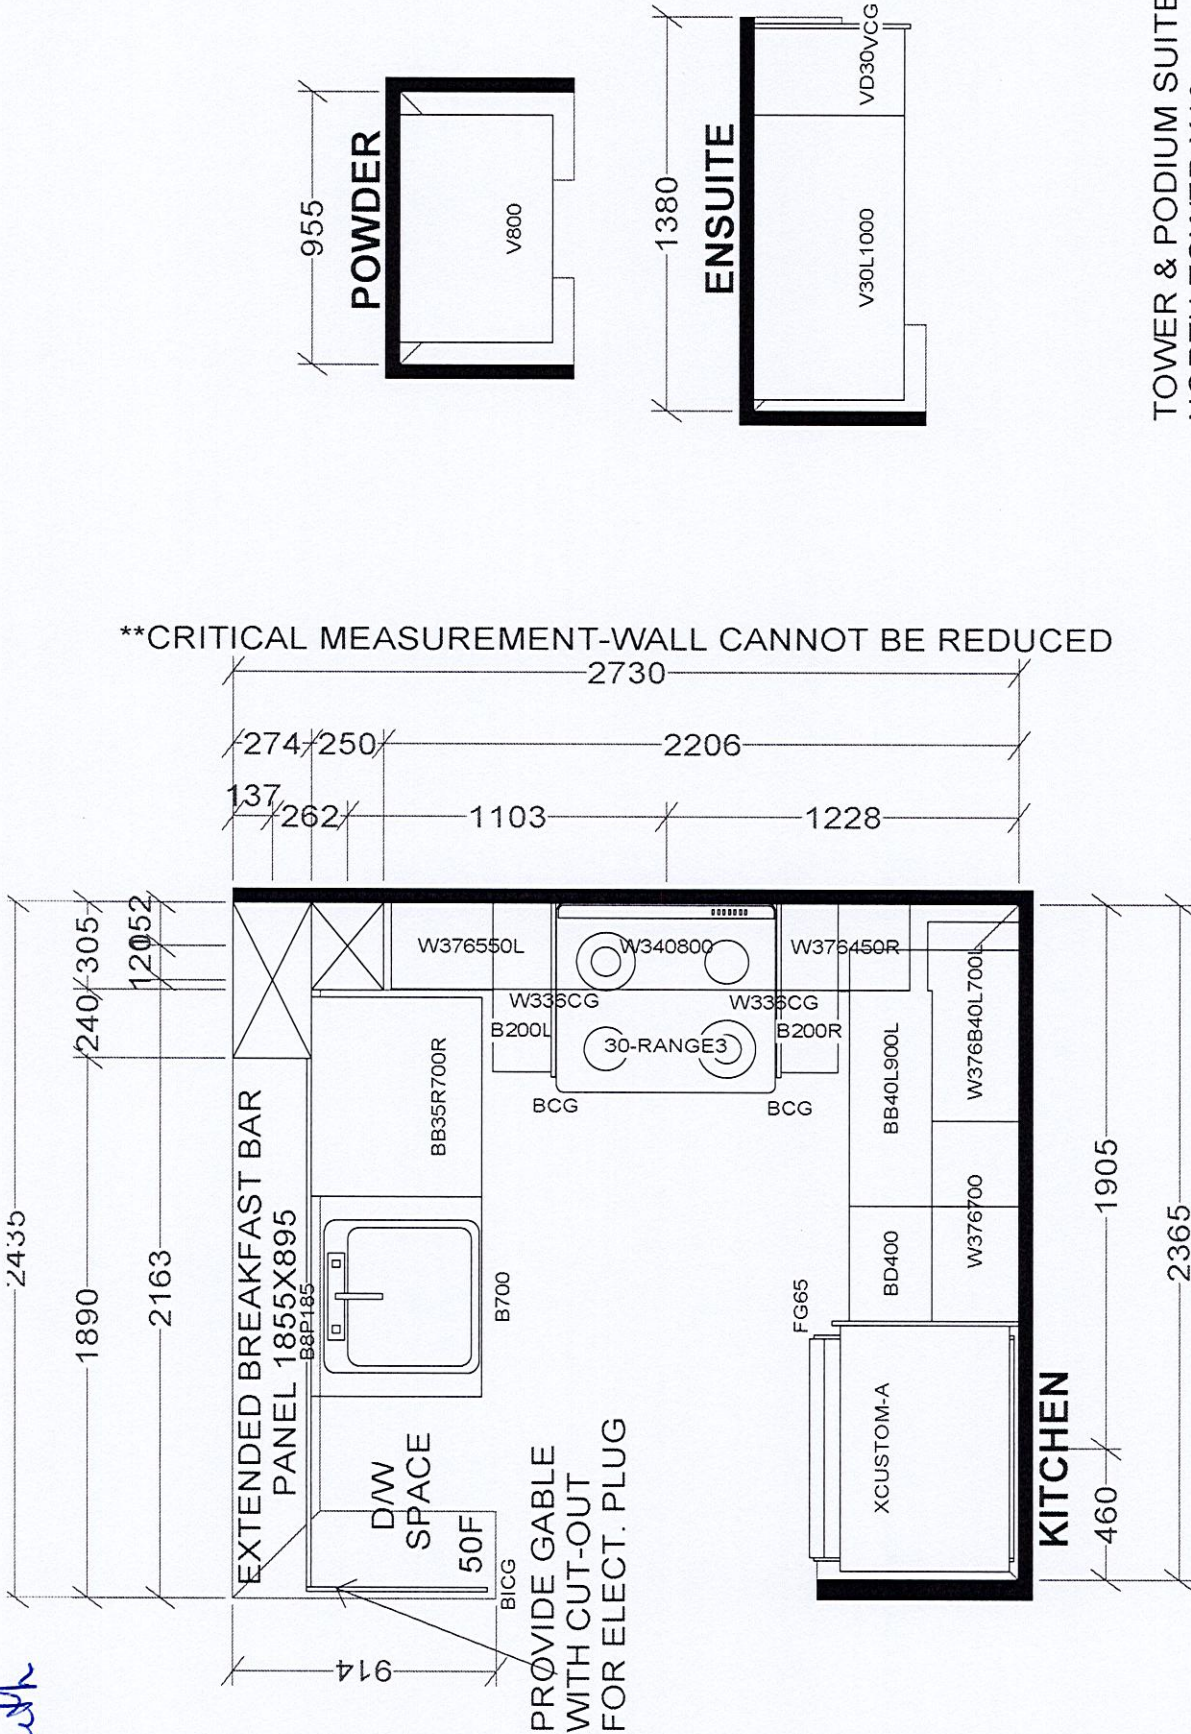 955
POWDER
V800
1380
ENSUITE
VD30VCG
V30L1000
TOWER & PODIUM SUITE
**CRITICAL MEASUREMENT-WALL CANNOT BE REDUCED
2730
274
250
2206
137
262
1103
1228
2435
305
240
1890
52
120
2163
W376550L
W340800
W376450R
W336CG
W336CG
B200L
30-RANGE3
B200R
BCG
BCG
BB35R700R
BB40L900L
W376B40L700L
EXTENDED BREAKFAST BAR
PANEL 1855X895
B8P185
B700
BD400
W376700
FG65
1905
2365
D/W
SPACE
50F
BICG
XCUSTOM-A
KITCHEN
460
914
PROVIDE GABLE
WITH CUT-OUT
FOR ELECT. PLUG